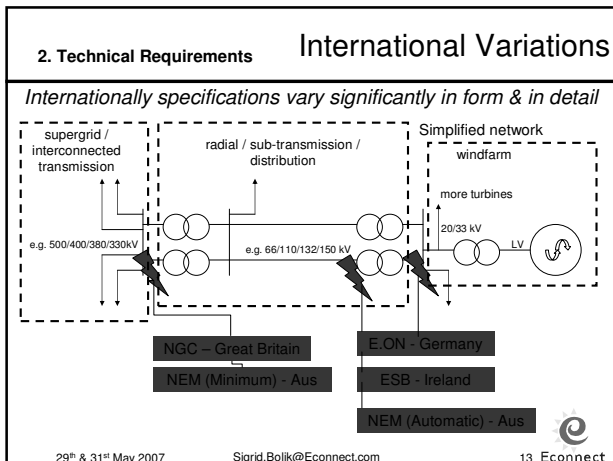 2. Technical Requirements
International Variations
Internationally specifications vary significantly in form & in detail
supergrid /
interconnected
transmission
radial / sub-transmission /
distribution
Simplified network
windfarm
more turbines
e.g. 500/400/380/330kV
e.g. 66/110/132/150 kV
20/33 kV
LV
NGC – Great Britain
NEM (Minimum) - Aus
E.ON - Germany
ESB - Ireland
NEM (Automatic) - Aus
29th & 31st May 2007
Sigrid.Bolik@Econnect.com
13
Econnect